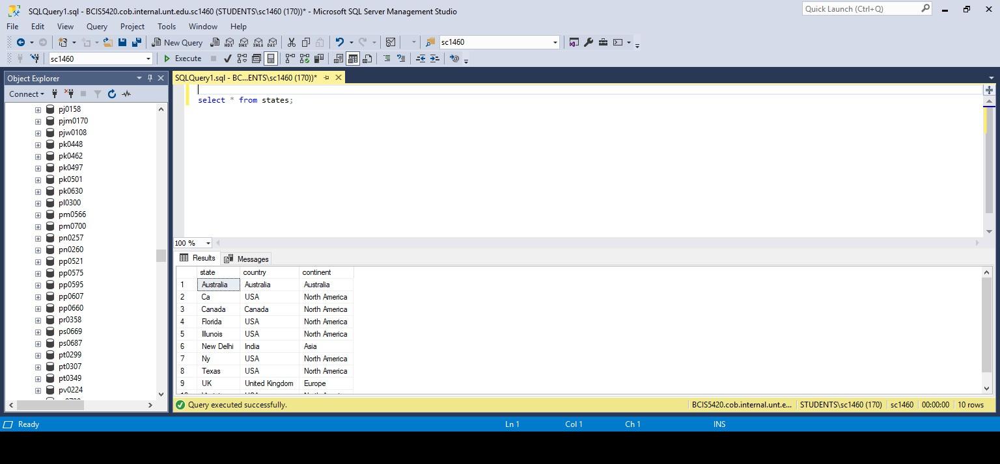 SQLQuery1.sql - BCIS5420.cob.internal.unt.edu.sc1460 (STUDENTS\sc1460 (170))* - Microsoft SQL Server Management Studio
Quick Launch (Ctrl+Q)
File Edit View Query Project Tools Window Help
New Query MDX DMX XMLA DAX sc1460
sc1460 Execute
Object Explorer
SQLQuery1.sql - BC...ENTS\sc1460 (170))*
Connect
select * from states;
pj0158
pjm0170
pjw0108
pk0448
pk0462
pk0497
pk0501
pk0630
pl0300
pm0566
pm0700
pn0257
pn0260
pp0521
pp0575
pp0595
pp0607
pp0660
pr0358
ps0669
ps0687
pt0299
pt0307
pt0349
pv0224
100 %
Results Messages
state country continent
1 Australia Australia Australia
2 Ca USA North America
3 Canada Canada North America
4 Florida USA North America
5 Illunois USA North America
6 New Delhi India Asia
7 Ny USA North America
8 Texas USA North America
9 UK United Kingdom Europe
Query executed successfully.
BCIS5420.cob.internal.unt.e... STUDENTS\sc1460 (170) sc1460 00:00:00 10 rows
Ready Ln 1 Col 1 Ch 1 INS